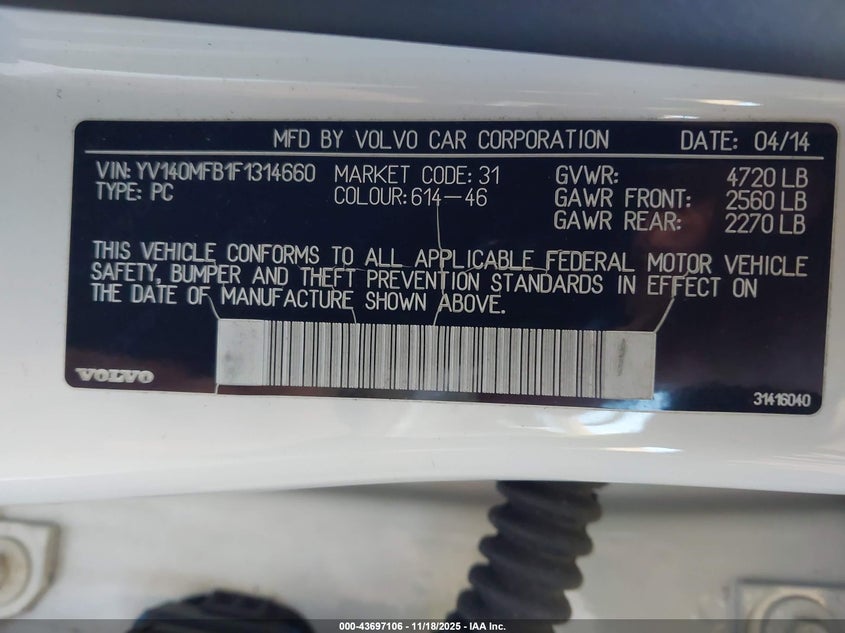 MFD BY VOLVO CAR CORPORATION DATE: 04/14
VIN: YV140MFB1F1314660 MARKET CODE: 31 GVWR: 4720 LB
TYPE: PC COLOUR: 614-46 GAWR FRONT: 2560 LB
GAWR REAR: 2270 LB
THIS VEHICLE CONFORMS TO ALL APPLICABLE FEDERAL MOTOR VEHICLE
SAFETY, BUMPER AND THEFT PREVENTION STANDARDS IN EFFECT ON
THE DATE OF MANUFACTURE SHOWN ABOVE.
VOLVO 31416040
000-43697106 - 11/18/2025 - IAA Inc.